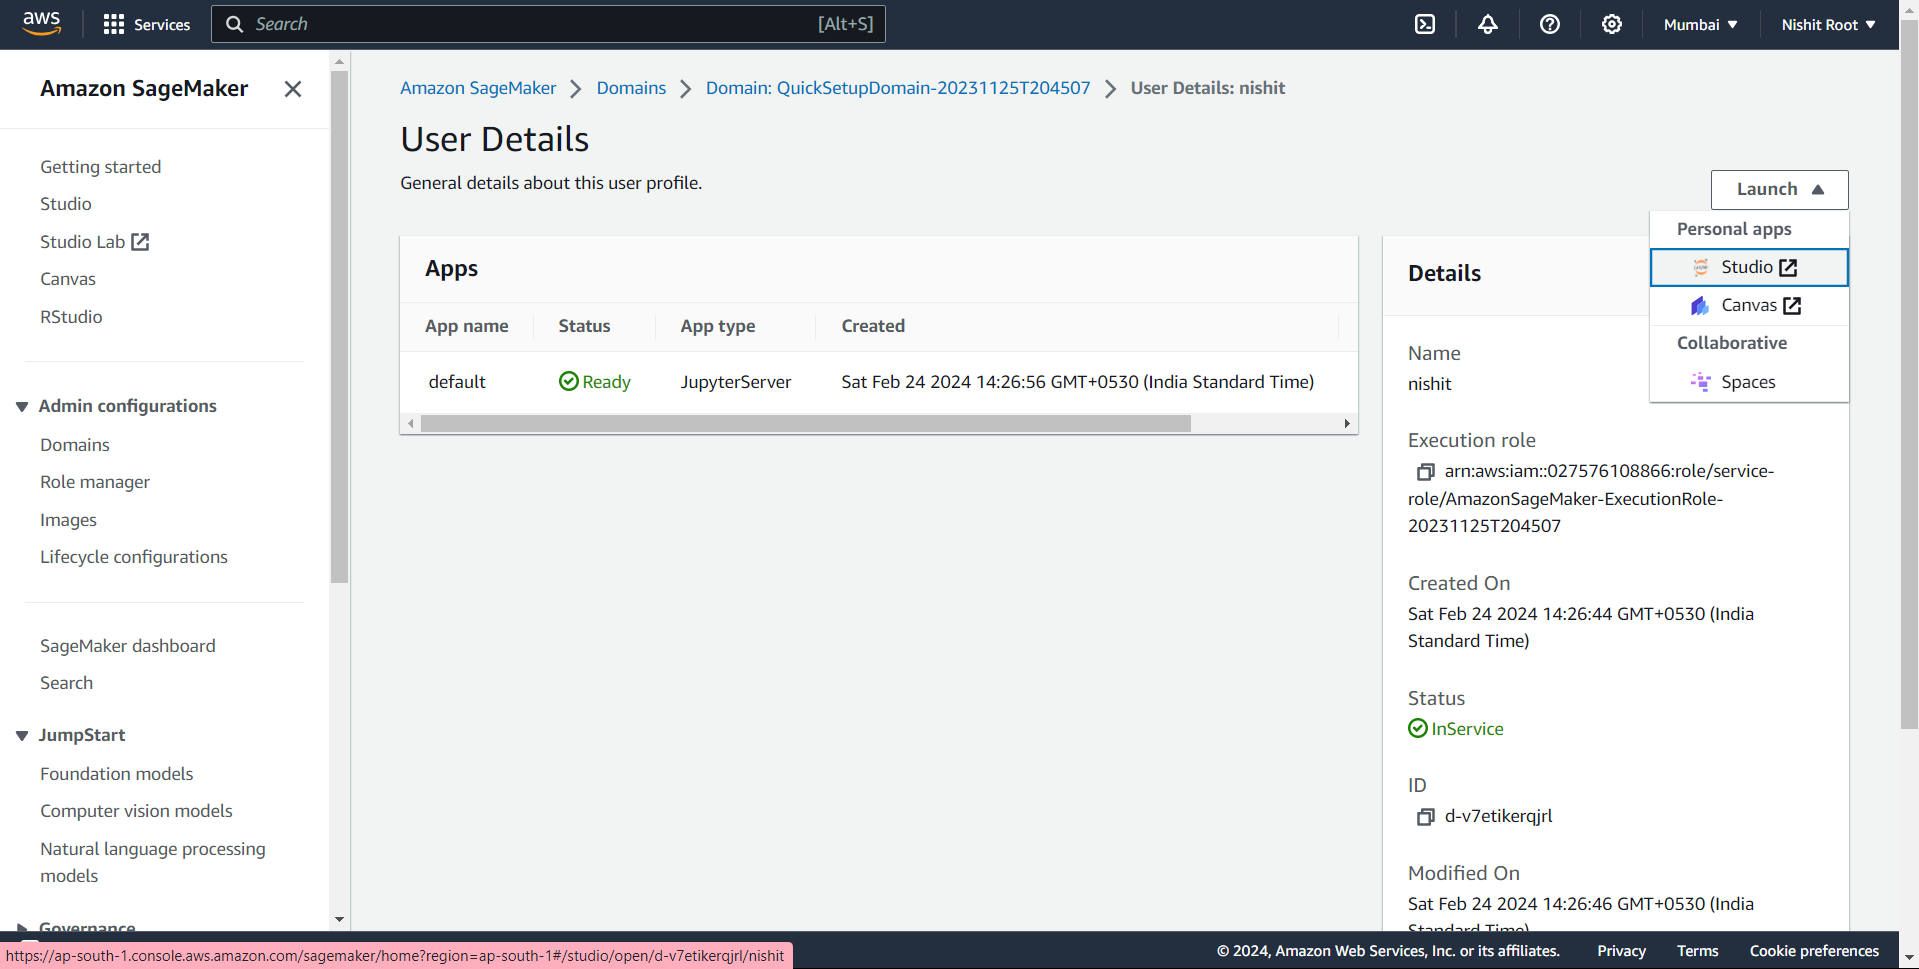 aws
Services
Search
[Alt+S]
Mumbai
Nishit Root
Amazon SageMaker
Getting started
Studio
Studio Lab
Canvas
RStudio
Admin configurations
Domains
Role manager
Images
Lifecycle configurations
SageMaker dashboard
Search
JumpStart
Foundation models
Computer vision models
Natural language processing
models
Governance
Amazon SageMaker
Domains
Domain: QuickSetupDomain-20231125T204507
User Details: nishit
User Details
General details about this user profile.
Launch
Personal apps
Studio
Canvas
Collaborative
Spaces
Apps
App name
Status
App type
Created
default
Ready
JupyterServer
Sat Feb 24 2024 14:26:56 GMT+0530 (India Standard Time)
Details
Name
nishit
Execution role
arn:aws:iam::027576108866:role/service-
role/AmazonSageMaker-ExecutionRole-
20231125T204507
Created On
Sat Feb 24 2024 14:26:44 GMT+0530 (India
Standard Time)
Status
InService
ID
d-v7etikerqjrl
Modified On
Sat Feb 24 2024 14:26:46 GMT+0530 (India
Standard Time)
© 2024, Amazon Web Services, Inc. or its affiliates.
Privacy
Terms
Cookie preferences
https://ap-south-1.console.aws.amazon.com/sagemaker/home?region=ap-south-1#/studio/open/d-v7etikerqjrl/nishit